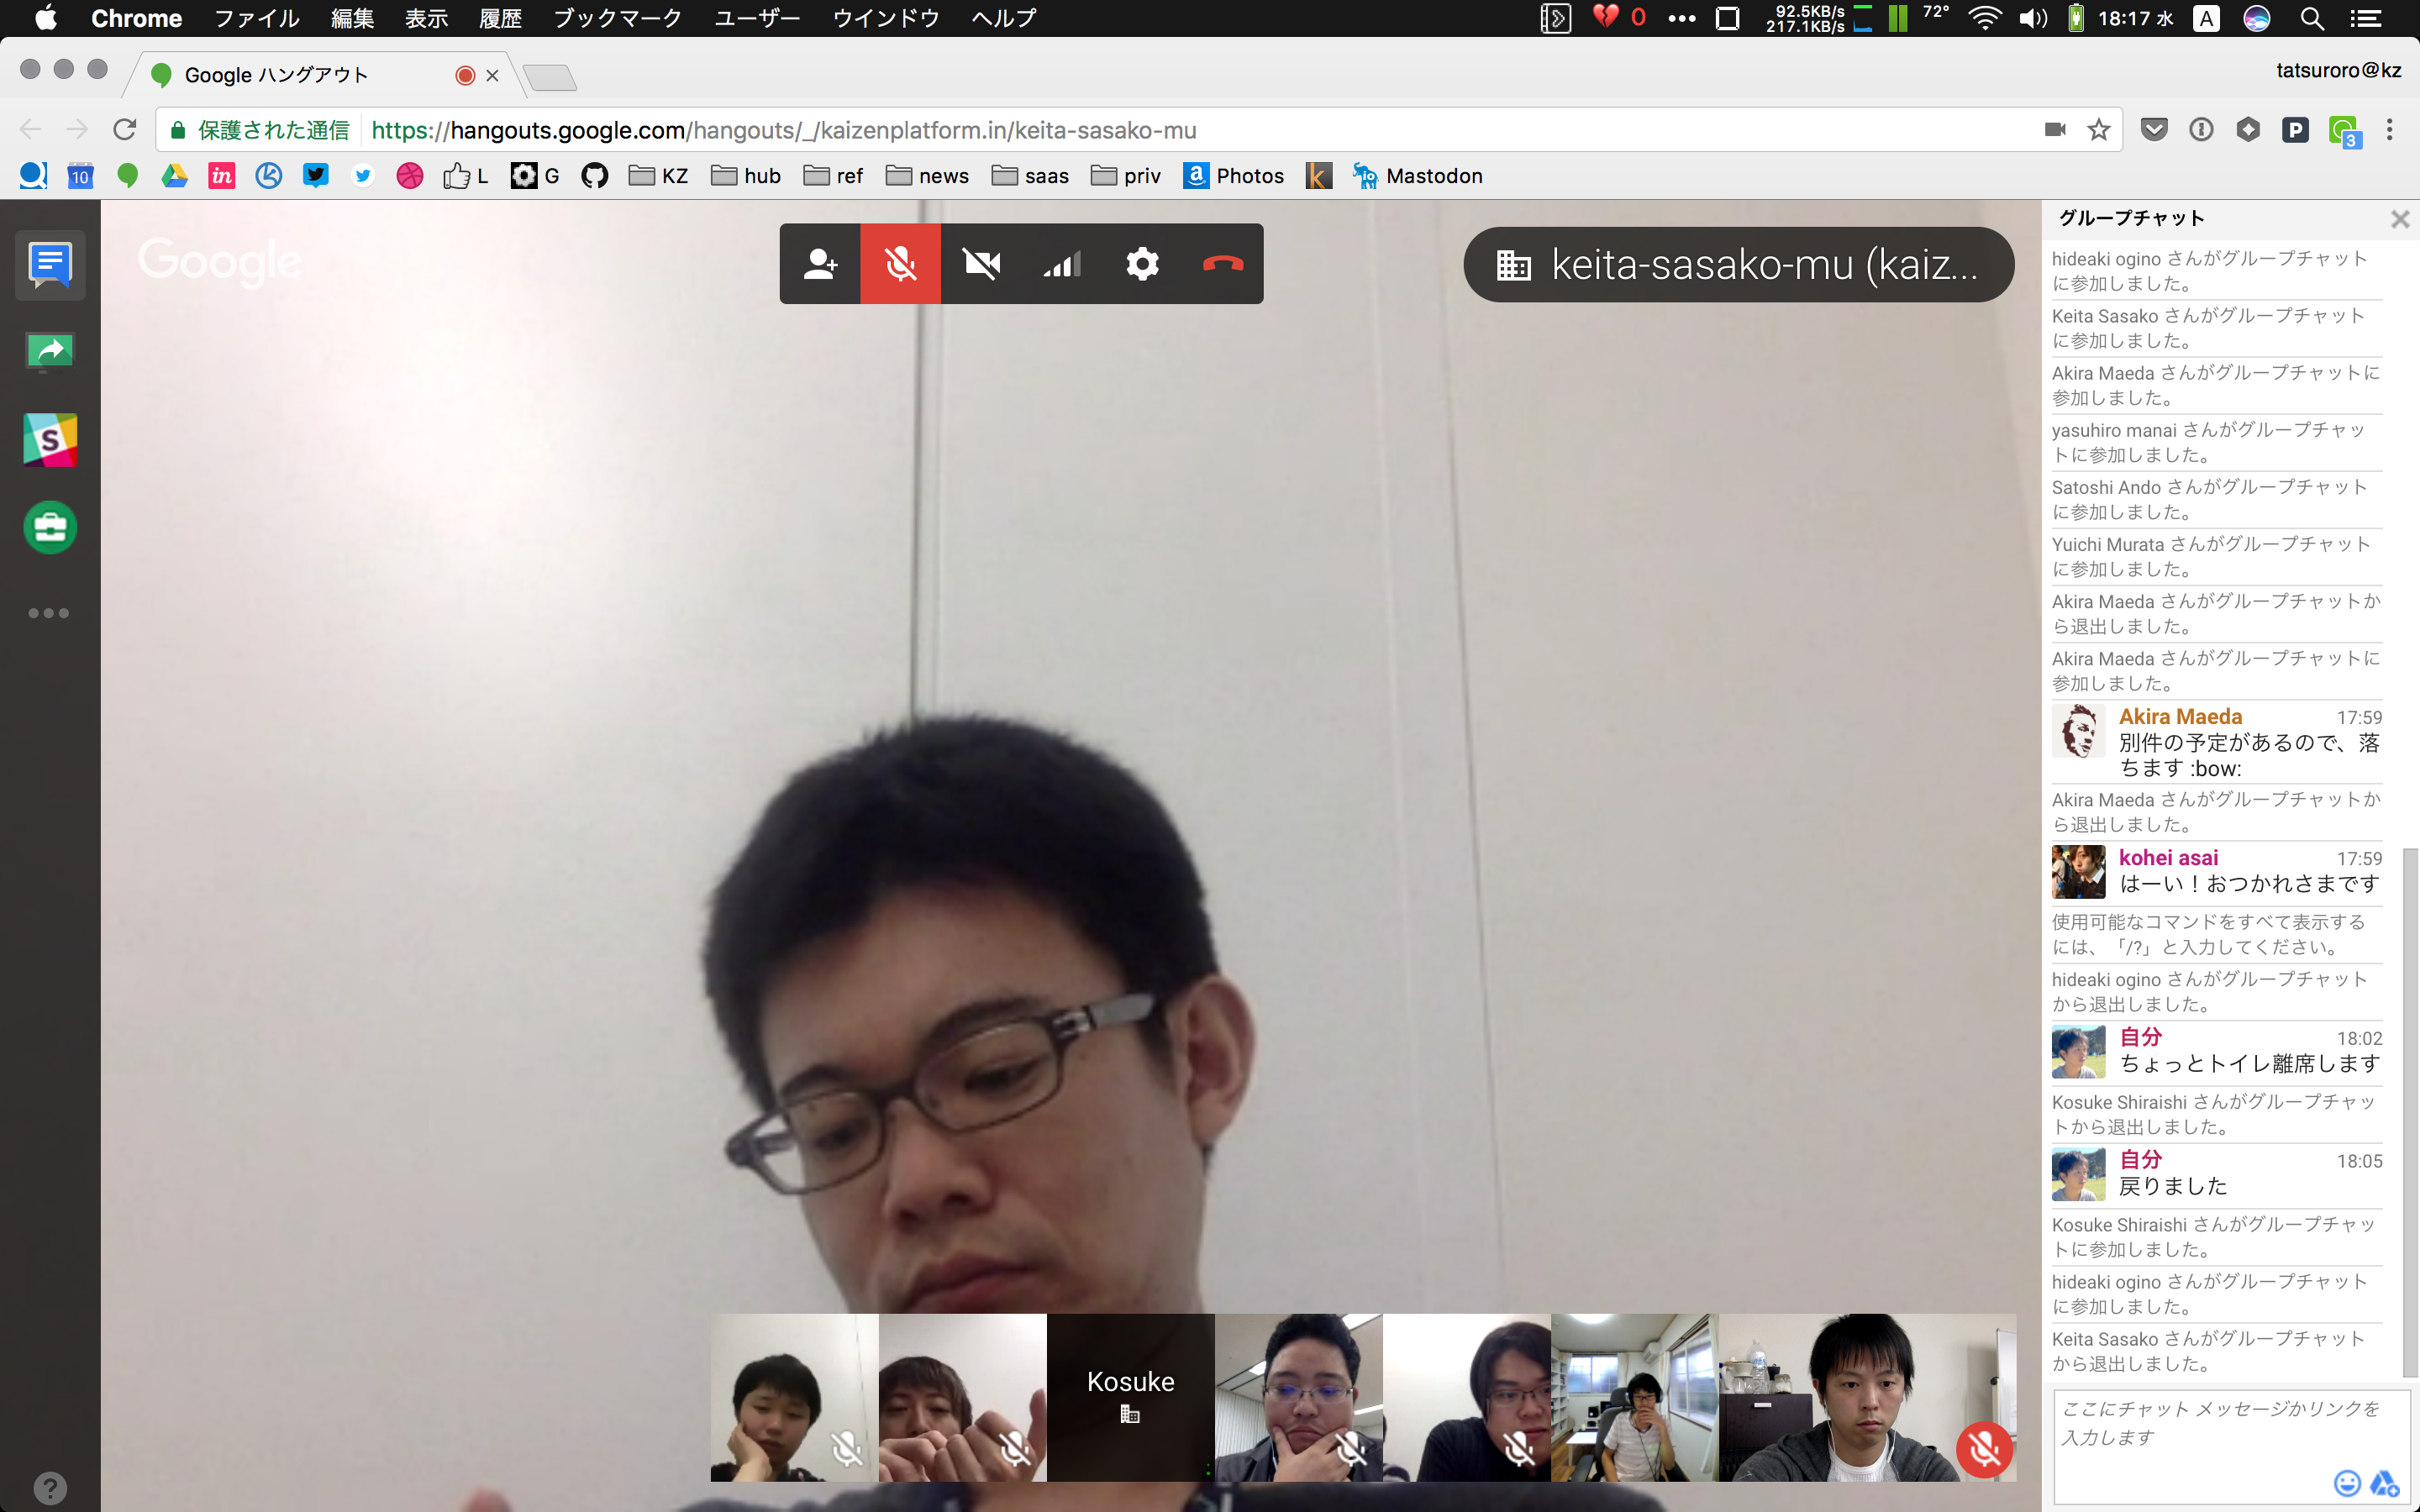 Chrome ファイル 編集 表示 履歴 ブックマーク ユーザー ウインドウ ヘルプ 0 92.5KB/s 72° 18:17 水 A
217.1KB/s
Google ハングアウト
tatsuroro@kz
保護された通信 https://hangouts.google.com/hangouts/_/kaizenplatform.in/keita-sasako-mu
P
3
10 in L G KZ hub ref news saas priv a Photos k io Mastodon
Google
keita-sasako-mu (kaiz...
S
?
Kosuke
グループチャット
hideaki ogino さんがグループチャット
に参加しました。
Keita Sasako さんがグループチャット
に参加しました。
Akira Maeda さんがグループチャットに
参加しました。
yasuhiro manai さんがグループチャッ
トに参加しました。
Satoshi Ando さんがグループチャット
に参加しました。
Yuichi Murata さんがグループチャット
に参加しました。
Akira Maeda さんがグループチャットか
ら退出しました。
Akira Maeda さんがグループチャットに
参加しました。
Akira Maeda 17:59
別件の予定があるので、落
ちます :bow:
Akira Maeda さんがグループチャットか
ら退出しました。
kohei asai 17:59
はーい！おつかれさまです
使用可能なコマンドをすべて表示する
には、「/?」と入力してください。
hideaki ogino さんがグループチャット
から退出しました。
自分 18:02
ちょっとトイレ離席します
Kosuke Shiraishi さんがグループチャッ
トから退出しました。
自分 18:05
戻りました
Kosuke Shiraishi さんがグループチャッ
トに参加しました。
hideaki ogino さんがグループチャット
に参加しました。
Keita Sasako さんがグループチャット
から退出しました。
ここにチャット メッセージかリンクを
入力します